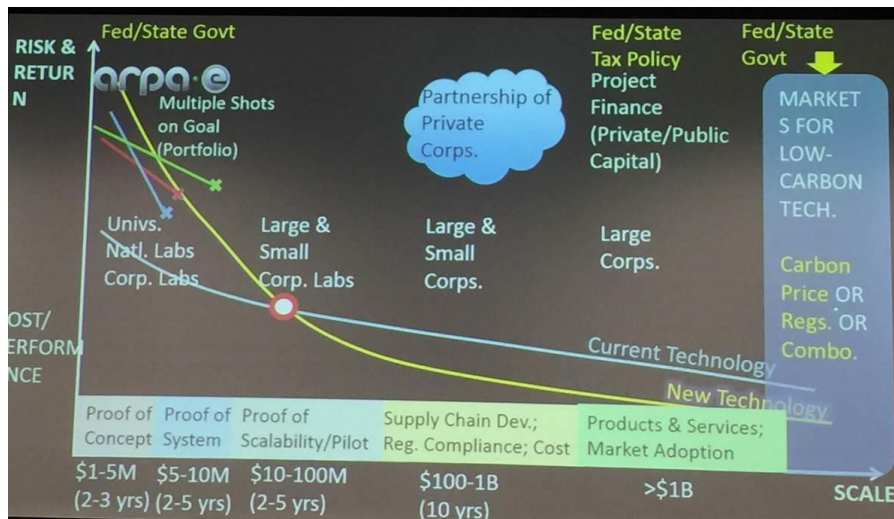 Fed/State Govt
RISK &
RETUR
N
arpa·e
Multiple Shots
on Goal
(Portfolio)
Partnership of
Private
Corps.
Fed/State
Tax Policy
Project
Finance
(Private/Public
Capital)
Fed/State
Govt
MARKET
S FOR
LOW-
CARBON
TECH.
Carbon
Price OR
Regs. OR
Combo.
Univs.
Natl. Labs
Corp. Labs
Large &
Small
Corp. Labs
Large &
Small
Corps.
Large
Corps.
OST/
ERFORM
NCE
Current Technology
New Technology
Proof of
Concept
Proof of
System
Proof of
Scalability/Pilot
Supply Chain Dev.;
Reg. Compliance; Cost
Products & Services;
Market Adoption
$1-5M
(2-3 yrs)
$5-10M
(2-5 yrs)
$10-100M
(2-5 yrs)
$100-1B
(10 yrs)
>$1B
SCALE